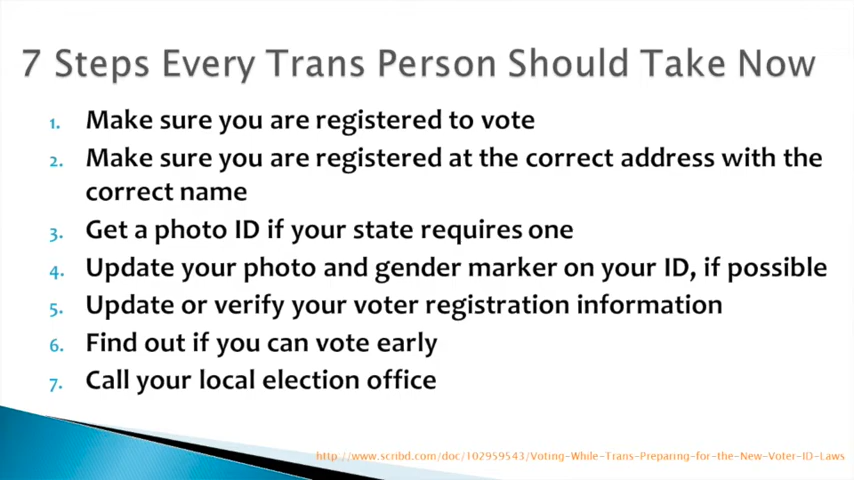 7 Steps Every Trans Person Should Take Now
1. Make sure you are registered to vote
2. Make sure you are registered at the correct address with the
correct name
3. Get a photo ID if your state requires one
4. Update your photo and gender marker on your ID, if possible
5. Update or verify your voter registration information
6. Find out if you can vote early
7. Call your local election office
http://www.scribd.com/doc/102959543/Voting-While-Trans-Preparing-for-the-New-Voter-ID-Laws